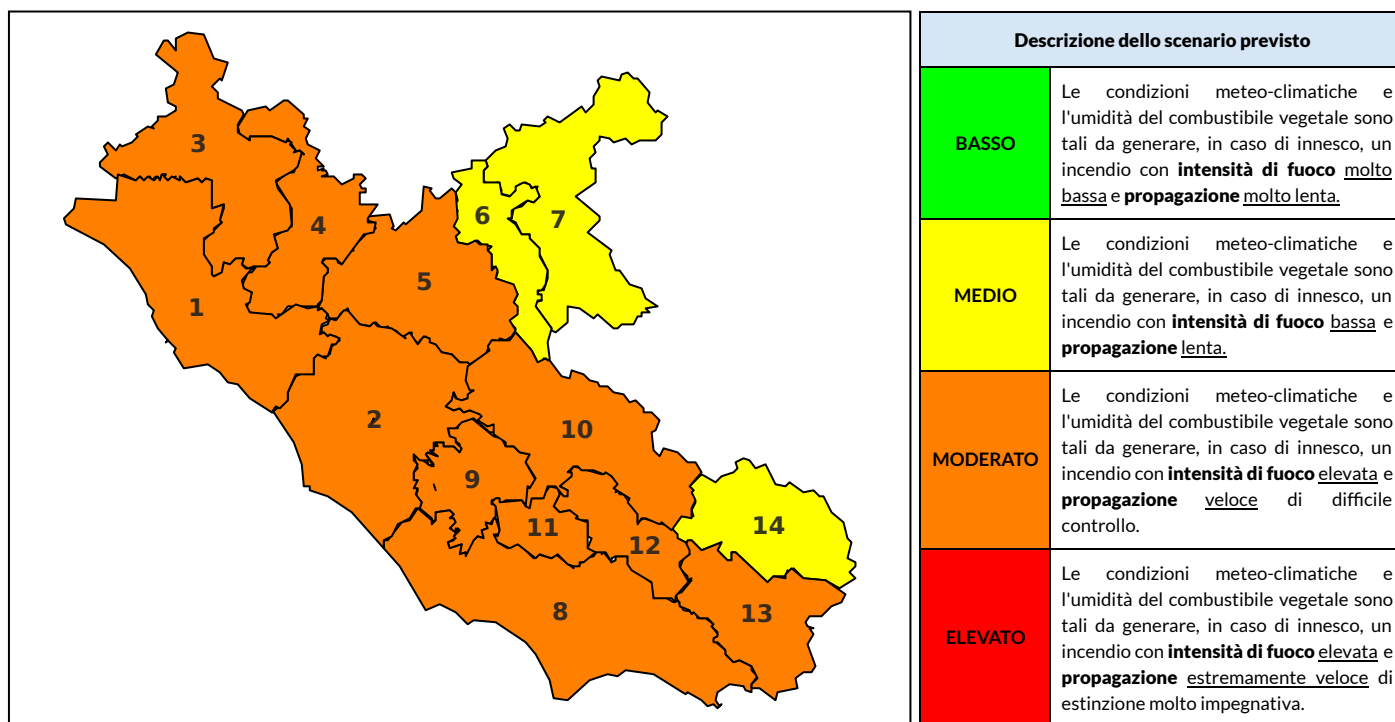 3
4
6
7
5
1
2
10
9
11
12
14
8
13
Descrizione dello scenario previsto
BASSO
Le condizioni meteo-climatiche e
l'umidità del combustibile vegetale sono
tali da generare, in caso di innesco, un
incendio con intensità di fuoco molto
bassa e propagazione molto lenta.
MEDIO
Le condizioni meteo-climatiche e
l'umidità del combustibile vegetale sono
tali da generare, in caso di innesco, un
incendio con intensità di fuoco bassa e
propagazione lenta.
MODERATO
Le condizioni meteo-climatiche e
l'umidità del combustibile vegetale sono
tali da generare, in caso di innesco, un
incendio con intensità di fuoco elevata e
propagazione veloce di difficile
controllo.
ELEVATO
Le condizioni meteo-climatiche e
l'umidità del combustibile vegetale sono
tali da generare, in caso di innesco, un
incendio con intensità di fuoco elevata e
propagazione estremamente veloce di
estinzione molto impegnativa.